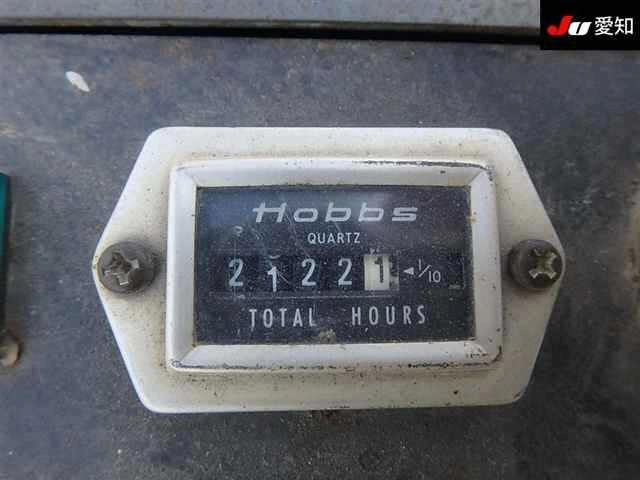 Ju 愛知
Hobbs
QUARTZ
2 1 2 2 1 ◄ 1/10
TOTAL HOURS